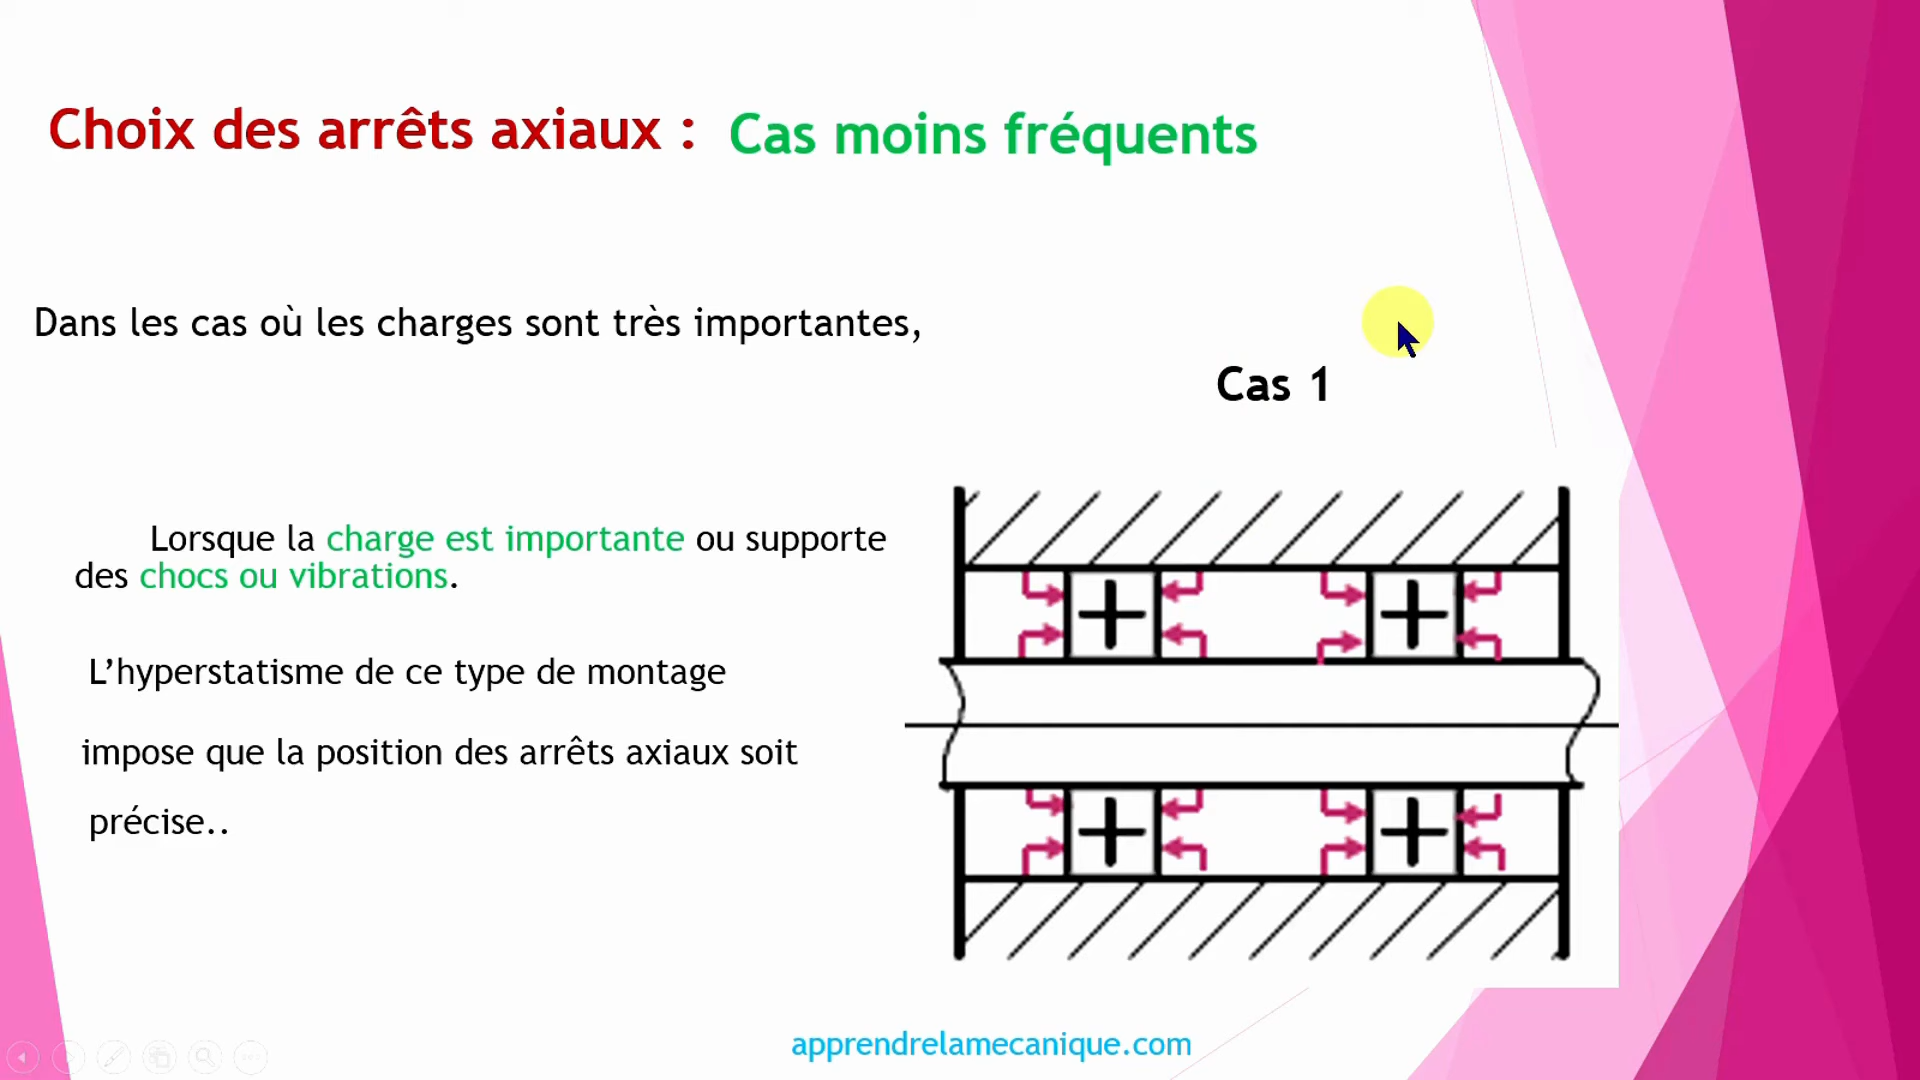 Choix des arrêts axiaux : Cas moins fréquents
Dans les cas où les charges sont très importantes,
Cas 1
Lorsque la charge est importante ou supporte
des chocs ou vibrations.
L’hyperstatisme de ce type de montage
impose que la position des arrêts axiaux soit
précise..
apprendrelamecanique.com